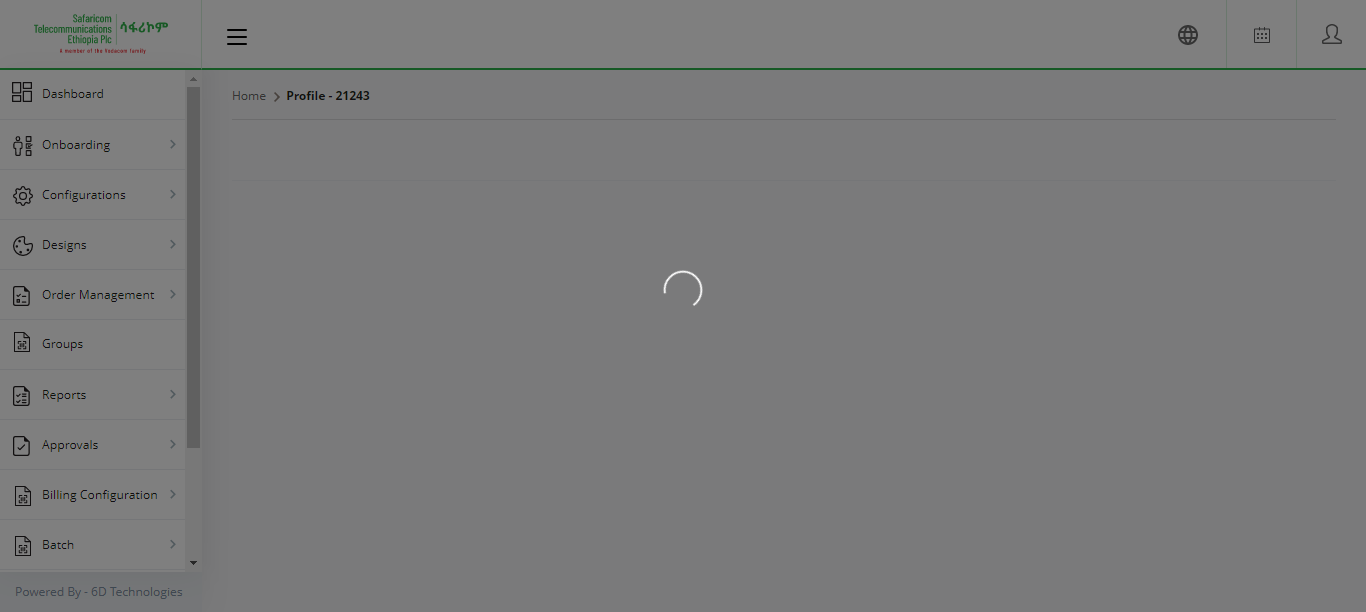 Safaricom
Telecommunications
Ethiopia Plc
ሳፋሪኮም
A member of the Vodacom family
Home
Profile - 21243
Dashboard
Onboarding
Configurations
Designs
Order Management
Groups
Reports
Approvals
Billing Configuration
Batch
Powered By - 6D Technologies